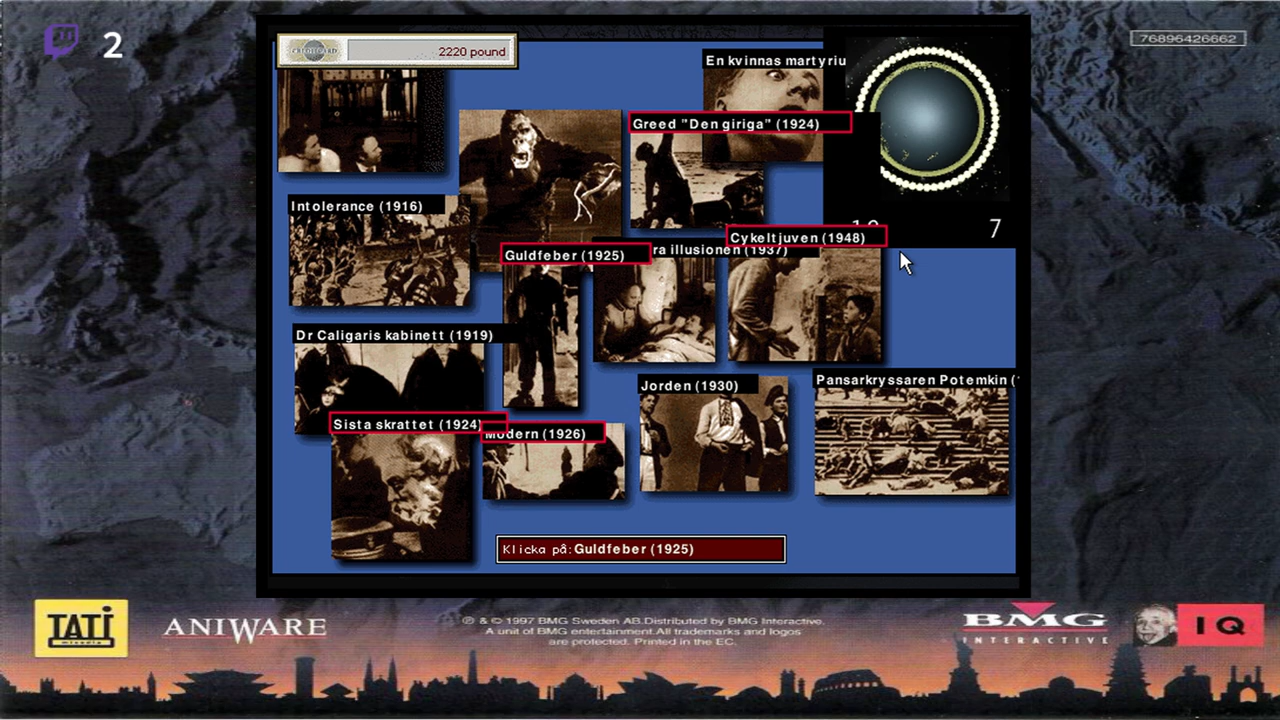 2
76896426662
2220 pound
En kvinnas martyriu
Greed "Den giriga" (1924)
7
Intolerance (1916)
Cykeltjuven (1948)
Guldfeber (1925)
ra illusionen (1937)
Dr Caligaris kabinett (1919)
Jorden (1930)
Pansarkryssaren Potemkin (
Sista skrattet (1924)
Modern (1926)
Klicka på: Guldfeber (1925)
TATi
ANIWARE
℗ & © 1997 BMG Sweden AB.Distributed by BMG Interactive.
A unit of BMG entertainment.All trademarks and logos
are protected. Printed in the EC.
BMG
INTERACTIVE
IQ